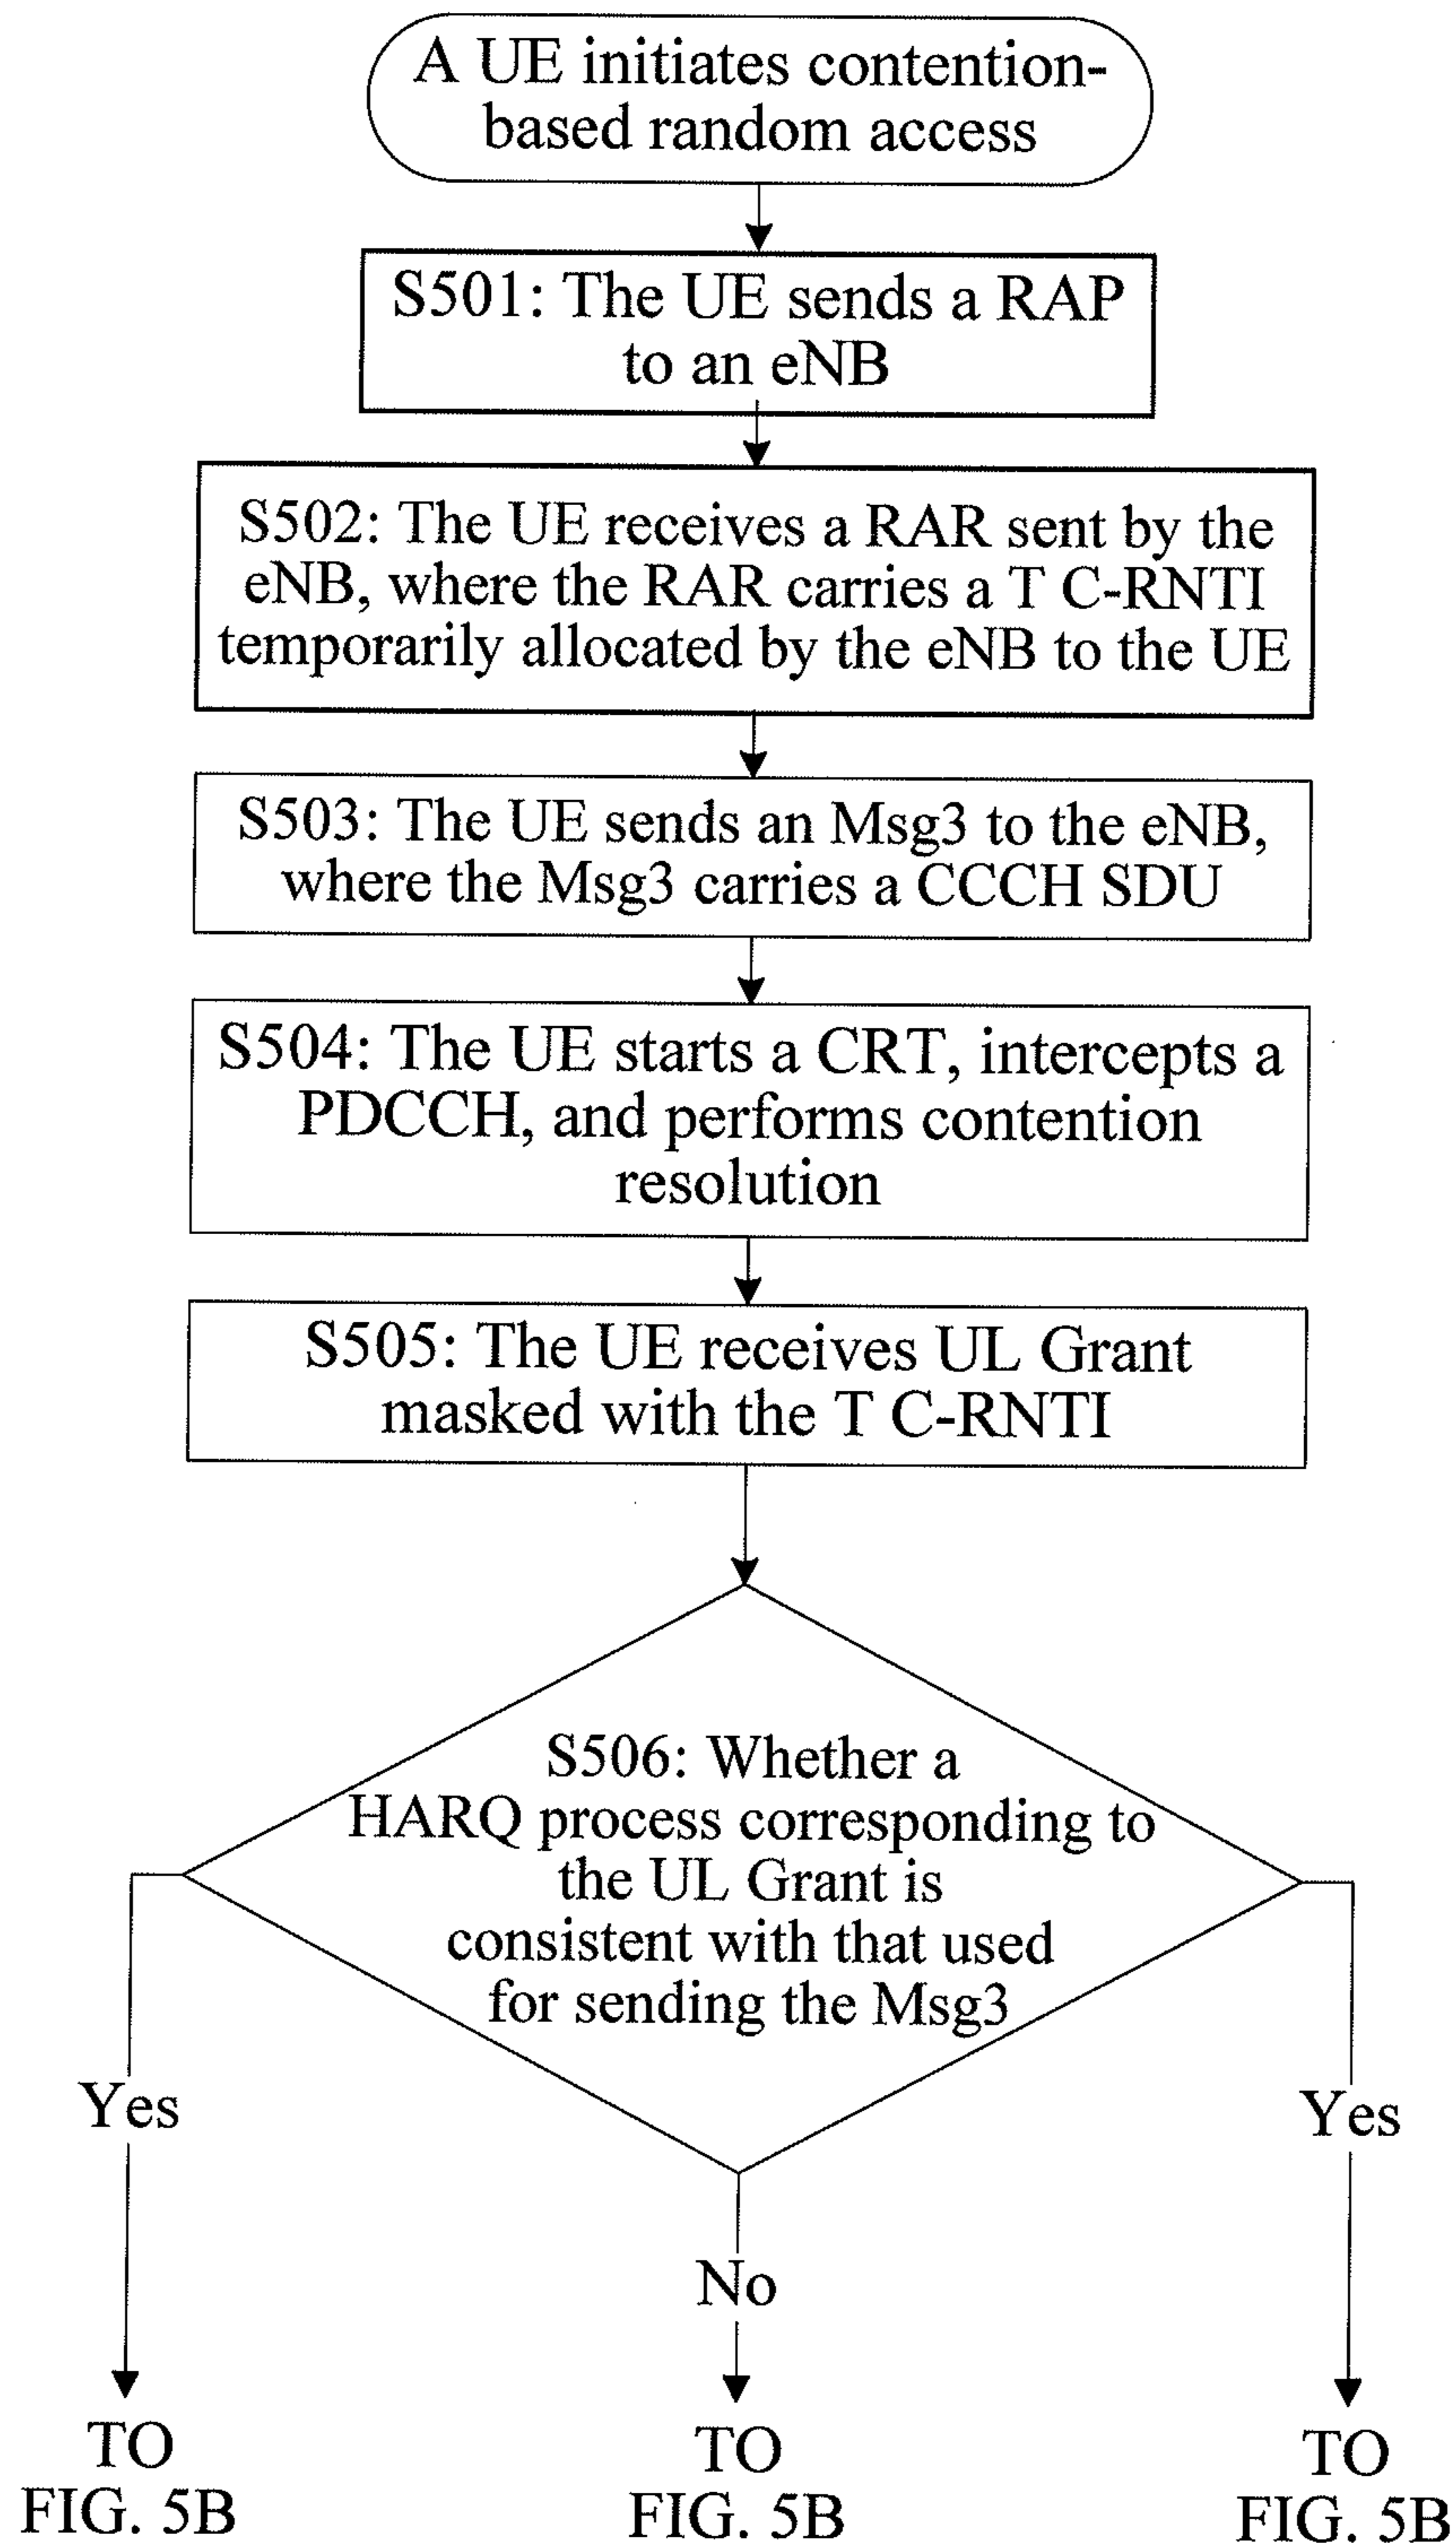 A UE initiates contention-
based random access
S501: The UE sends a RAP
to an eNB
S502: The UE receives a RAR sent by the
eNB, where the RAR carries a T C-RNTI
temporarily allocated by the eNB to the UE
S503: The UE sends an Msg3 to the eNB,
where the Msg3 carries a CCCH SDU
S504: The UE starts a CRT, intercepts a
PDCCH, and performs contention
resolution
S505: The UE receives UL Grant
masked with the T C-RNTI
S506: Whether a
HARQ process corresponding to
the UL Grant is
consistent with that used
for sending the Msg3
Yes
No
Yes
TO
FIG. 5B
TO
FIG. 5B
TO
FIG. 5B